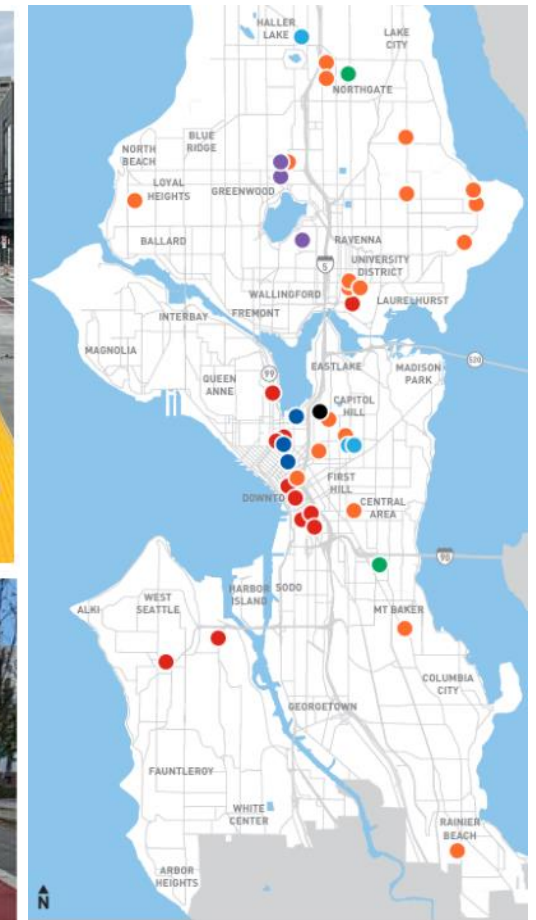 HALLER
LAKE
LAKE
CITY
NORTHGATE
BLUE
RIDGE
NORTH
BEACH
LOYAL
HEIGHTS
GREENWOOD
BALLARD
RAVENNA
5
UNIVERSITY
DISTRICT
WALLINGFORD
LAURELHURST
FREMONT
INTERBAY
MAGNOLIA
99
QUEEN
ANNE
EASTLAKE
520
MADISON
PARK
CAPITOL
HILL
FIRST
HILL
DOWNTO
CENTRAL
AREA
90
WEST
SEATTLE
ALKI
HARBOR
ISLAND
SODO
MT BAKER
COLUMBIA
CITY
GEORGETOWN
FAUNTLEROY
WHITE
CENTER
RAINIER
BEACH
ARBOR
HEIGHTS
N